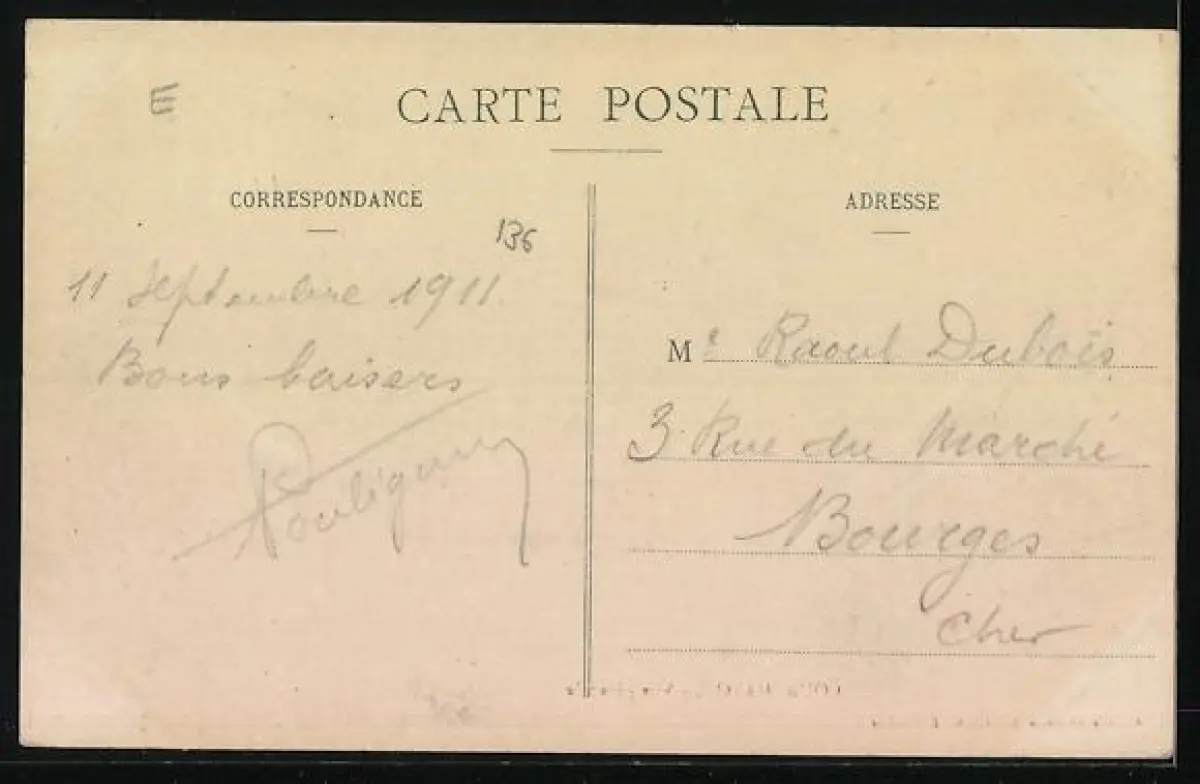 E
CARTE POSTALE
CORRESPONDANCE
136
11 Septembre 1911.
Bons baisers
ADRESSE
Mr Raoul Dubois
3 Rue du Marché
Bourges
Cher